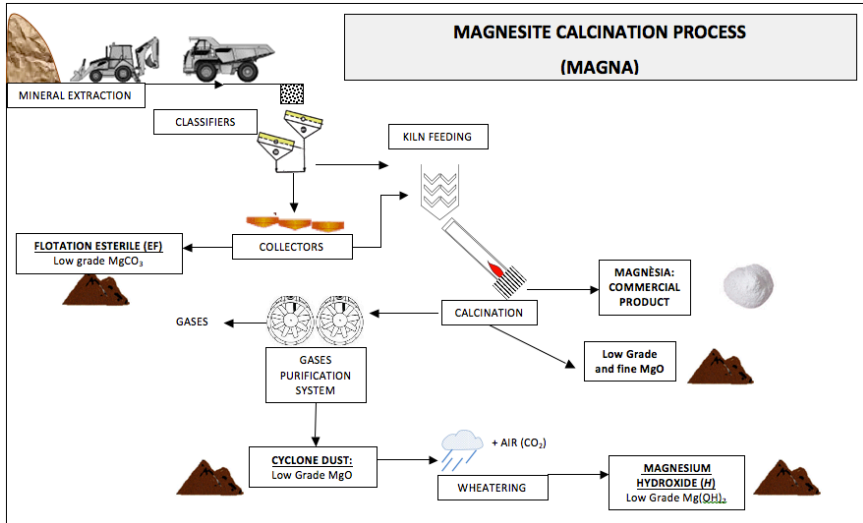 MAGNESITE CALCINATION PROCESS
(MAGNA)
MINERAL EXTRACTION
CLASSIFIERS
KILN FEEDING
COLLECTORS
FLOTATION ESTERILE (EF)
Low grade MgCO₃
MAGNÈSIA:
COMMERCIAL
PRODUCT
CALCINATION
GASES
GASES
PURIFICATION
SYSTEM
Low Grade
and fine MgO
CYCLONE DUST:
Low Grade MgO
+ AIR (CO₂)
WHEATERING
MAGNESIUM
HYDROXIDE (H)
Low Grade Mg(OH)₂